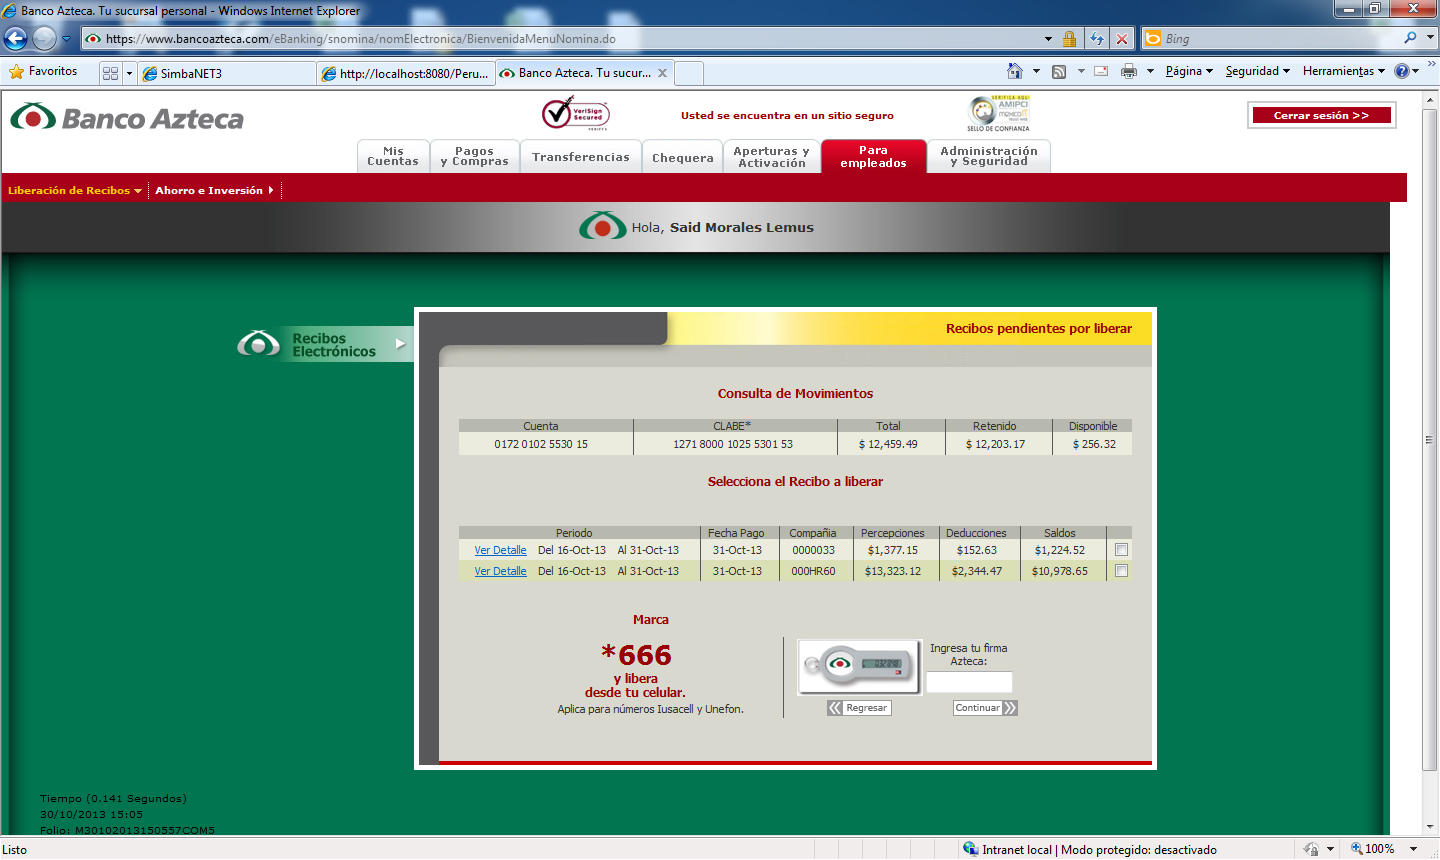 Banco Azteca. Tu sucursal personal - Windows Internet Explorer
https://www.bancoazteca.com/eBanking/snomina/nomElectronica/BienvenidaMenuNomina.do
Bing
Favoritos
SimbaNET3
http://localhost:8080/Peru...
Banco Azteca. Tu sucur...
Página
Seguridad
Herramientas
Banco Azteca
VeriSign Secured
VERIFY
Usted se encuentra en un sitio seguro
VERIFICA AQUI
AMIPCI
SELLO DE CONFIANZA
Cerrar sesión >>
Mis Cuentas
Pagos y Compras
Transferencias
Chequera
Aperturas y Activación
Para empleados
Administración y Seguridad
Liberación de Recibos
Ahorro e Inversión
Hola, Said Morales Lemus
Recibos Electrónicos
Recibos pendientes por liberar
Consulta de Movimientos
Cuenta CLABE* Total Retenido Disponible
0172 0102 5530 15 1271 8000 1025 5301 53 $ 12,459.49 $ 12,203.17 $ 256.32
Selecciona el Recibo a liberar
Periodo Fecha Pago Compañia Percepciones Deducciones Saldos
Ver Detalle Del 16-Oct-13 Al 31-Oct-13 31-Oct-13 0000033 $1,377.15 $152.63 $1,224.52
Ver Detalle Del 16-Oct-13 Al 31-Oct-13 31-Oct-13 000HR60 $13,323.12 $2,344.47 $10,978.65
Marca
*666
y libera
desde tu celular.
Aplica para números Iusacell y Unefon.
Ingresa tu firma
Azteca:
Regresar
Continuar
Tiempo (0.141 Segundos)
30/10/2013 15:05
Folio: M30102013150557COM5
Listo
Intranet local | Modo protegido: desactivado
100%